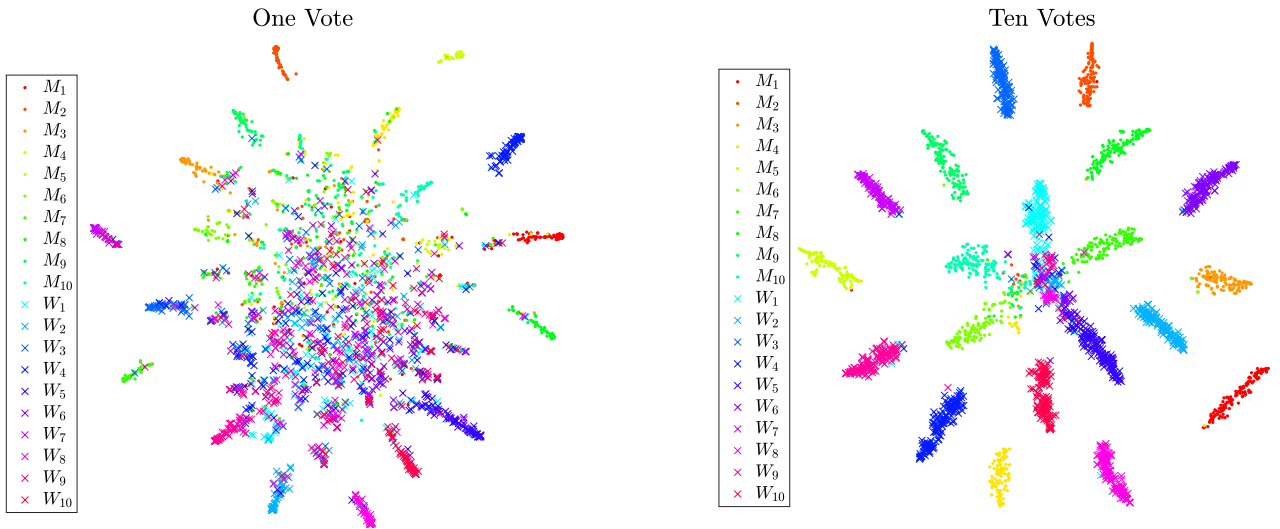 One Vote
M₁
M₂
M₃
M₄
M₅
M₆
M₇
M₈
M₉
M₁₀
W₁
W₂
W₃
W₄
W₅
W₆
W₇
W₈
W₉
W₁₀
Ten Votes
M₁
M₂
M₃
M₄
M₅
M₆
M₇
M₈
M₉
M₁₀
W₁
W₂
W₃
W₄
W₅
W₆
W₇
W₈
W₉
W₁₀